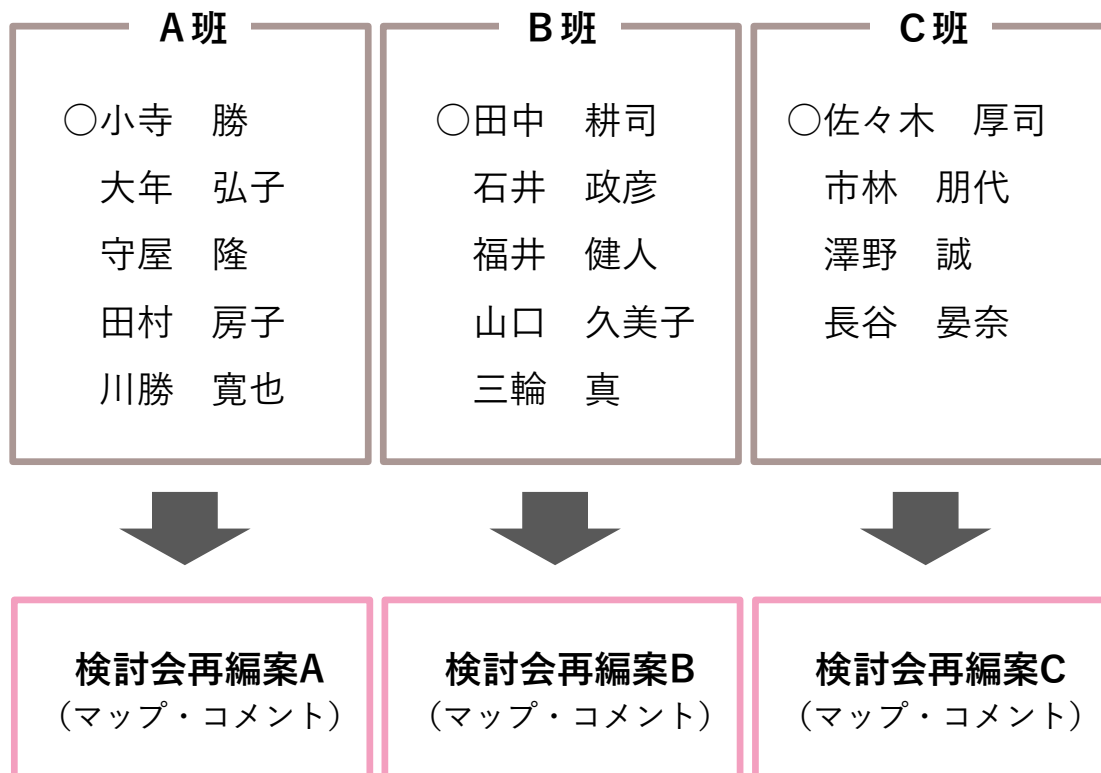 A班
○小寺　勝
大年　弘子
守屋　隆
田村　房子
川勝　寛也
B班
○田中　耕司
石井　政彦
福井　健人
山口　久美子
三輪　真
C班
○佐々木　厚司
市林　朋代
澤野　誠
長谷　晏奈
検討会再編案A
（マップ・コメント）
検討会再編案B
（マップ・コメント）
検討会再編案C
（マップ・コメント）